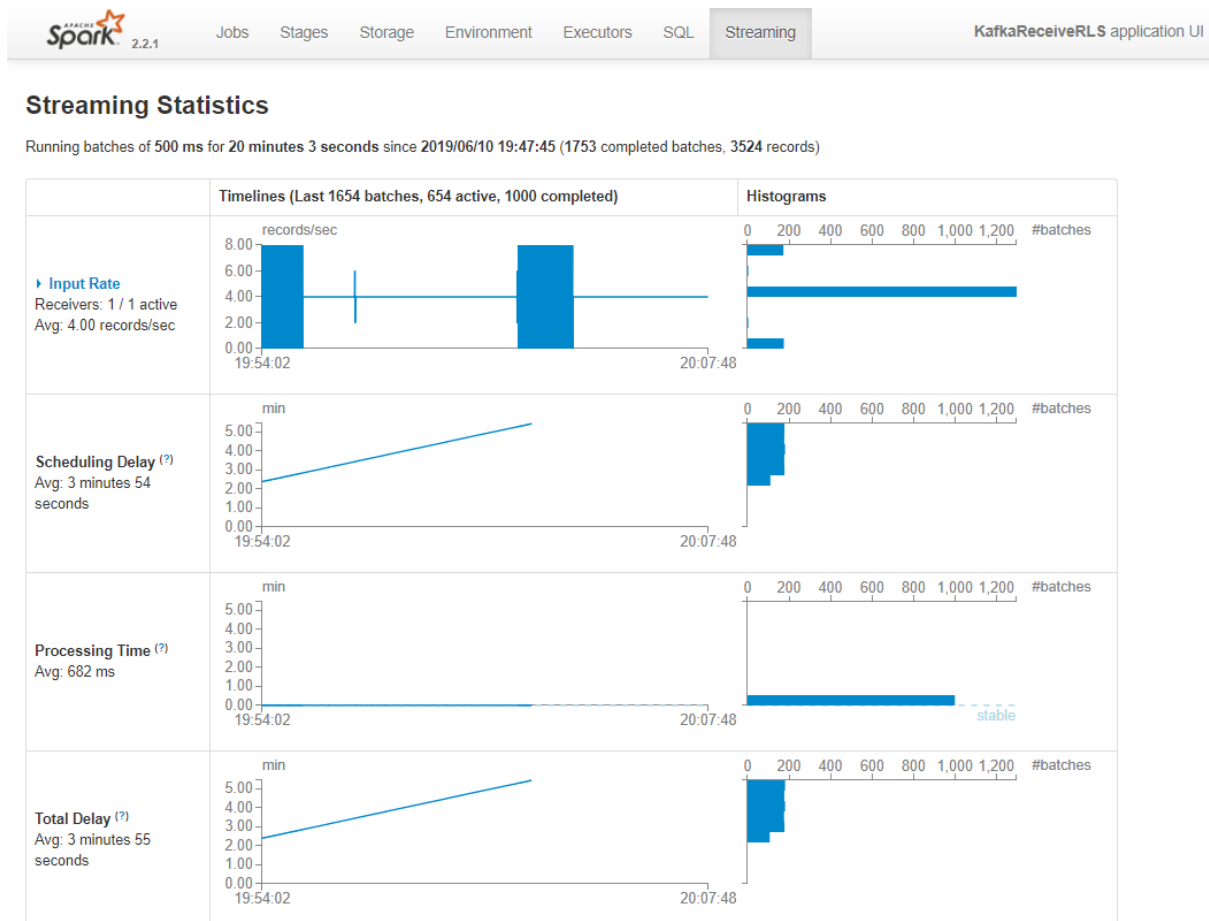 APACHE
Spark 2.2.1 Jobs Stages Storage Environment Executors SQL Streaming KafkaReceiveRLS application UI
Streaming Statistics
Running batches of 500 ms for 20 minutes 3 seconds since 2019/06/10 19:47:45 (1753 completed batches, 3524 records)
Timelines (Last 1654 batches, 654 active, 1000 completed) Histograms
Input Rate
Receivers: 1 / 1 active
Avg: 4.00 records/sec
records/sec
8.00
6.00
4.00
2.00
0.00
19:54:02 20:07:48
0 200 400 600 800 1,000 1,200 #batches
Scheduling Delay (?)
Avg: 3 minutes 54
seconds
min
5.00
4.00
3.00
2.00
1.00
0.00
19:54:02 20:07:48
0 200 400 600 800 1,000 1,200 #batches
Processing Time (?)
Avg: 682 ms
min
5.00
4.00
3.00
2.00
1.00
0.00
19:54:02 20:07:48
0 200 400 600 800 1,000 1,200 #batches
stable
Total Delay (?)
Avg: 3 minutes 55
seconds
min
5.00
4.00
3.00
2.00
1.00
0.00
19:54:02 20:07:48
0 200 400 600 800 1,000 1,200 #batches